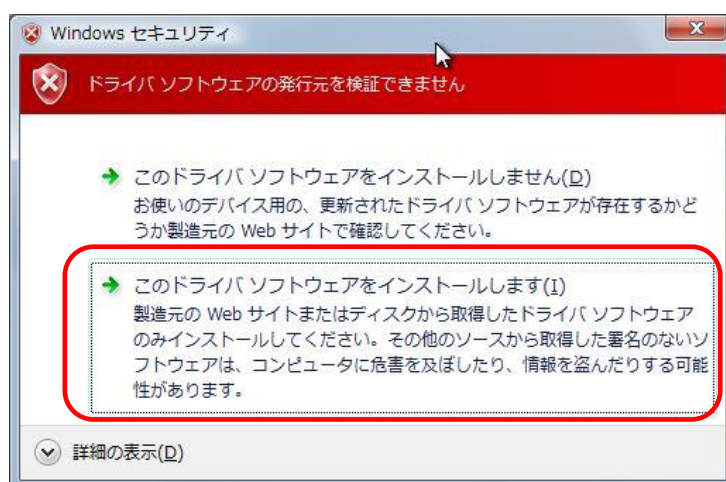 Windows セキュリティ
ドライバ ソフトウェアの発行元を検証できません
このドライバ ソフトウェアをインストールしません(D)
お使いのデバイス用の、更新されたドライバ ソフトウェアが存在するかど
うか製造元の Web サイトで確認してください。
このドライバ ソフトウェアをインストールします(I)
製造元の Web サイトまたはディスクから取得したドライバ ソフトウェア
のみインストールしてください。その他のソースから取得した署名のないソ
フトウェアは、コンピュータに危害を及ぼしたり、情報を盗んだりする可能
性があります。
詳細の表示(D)